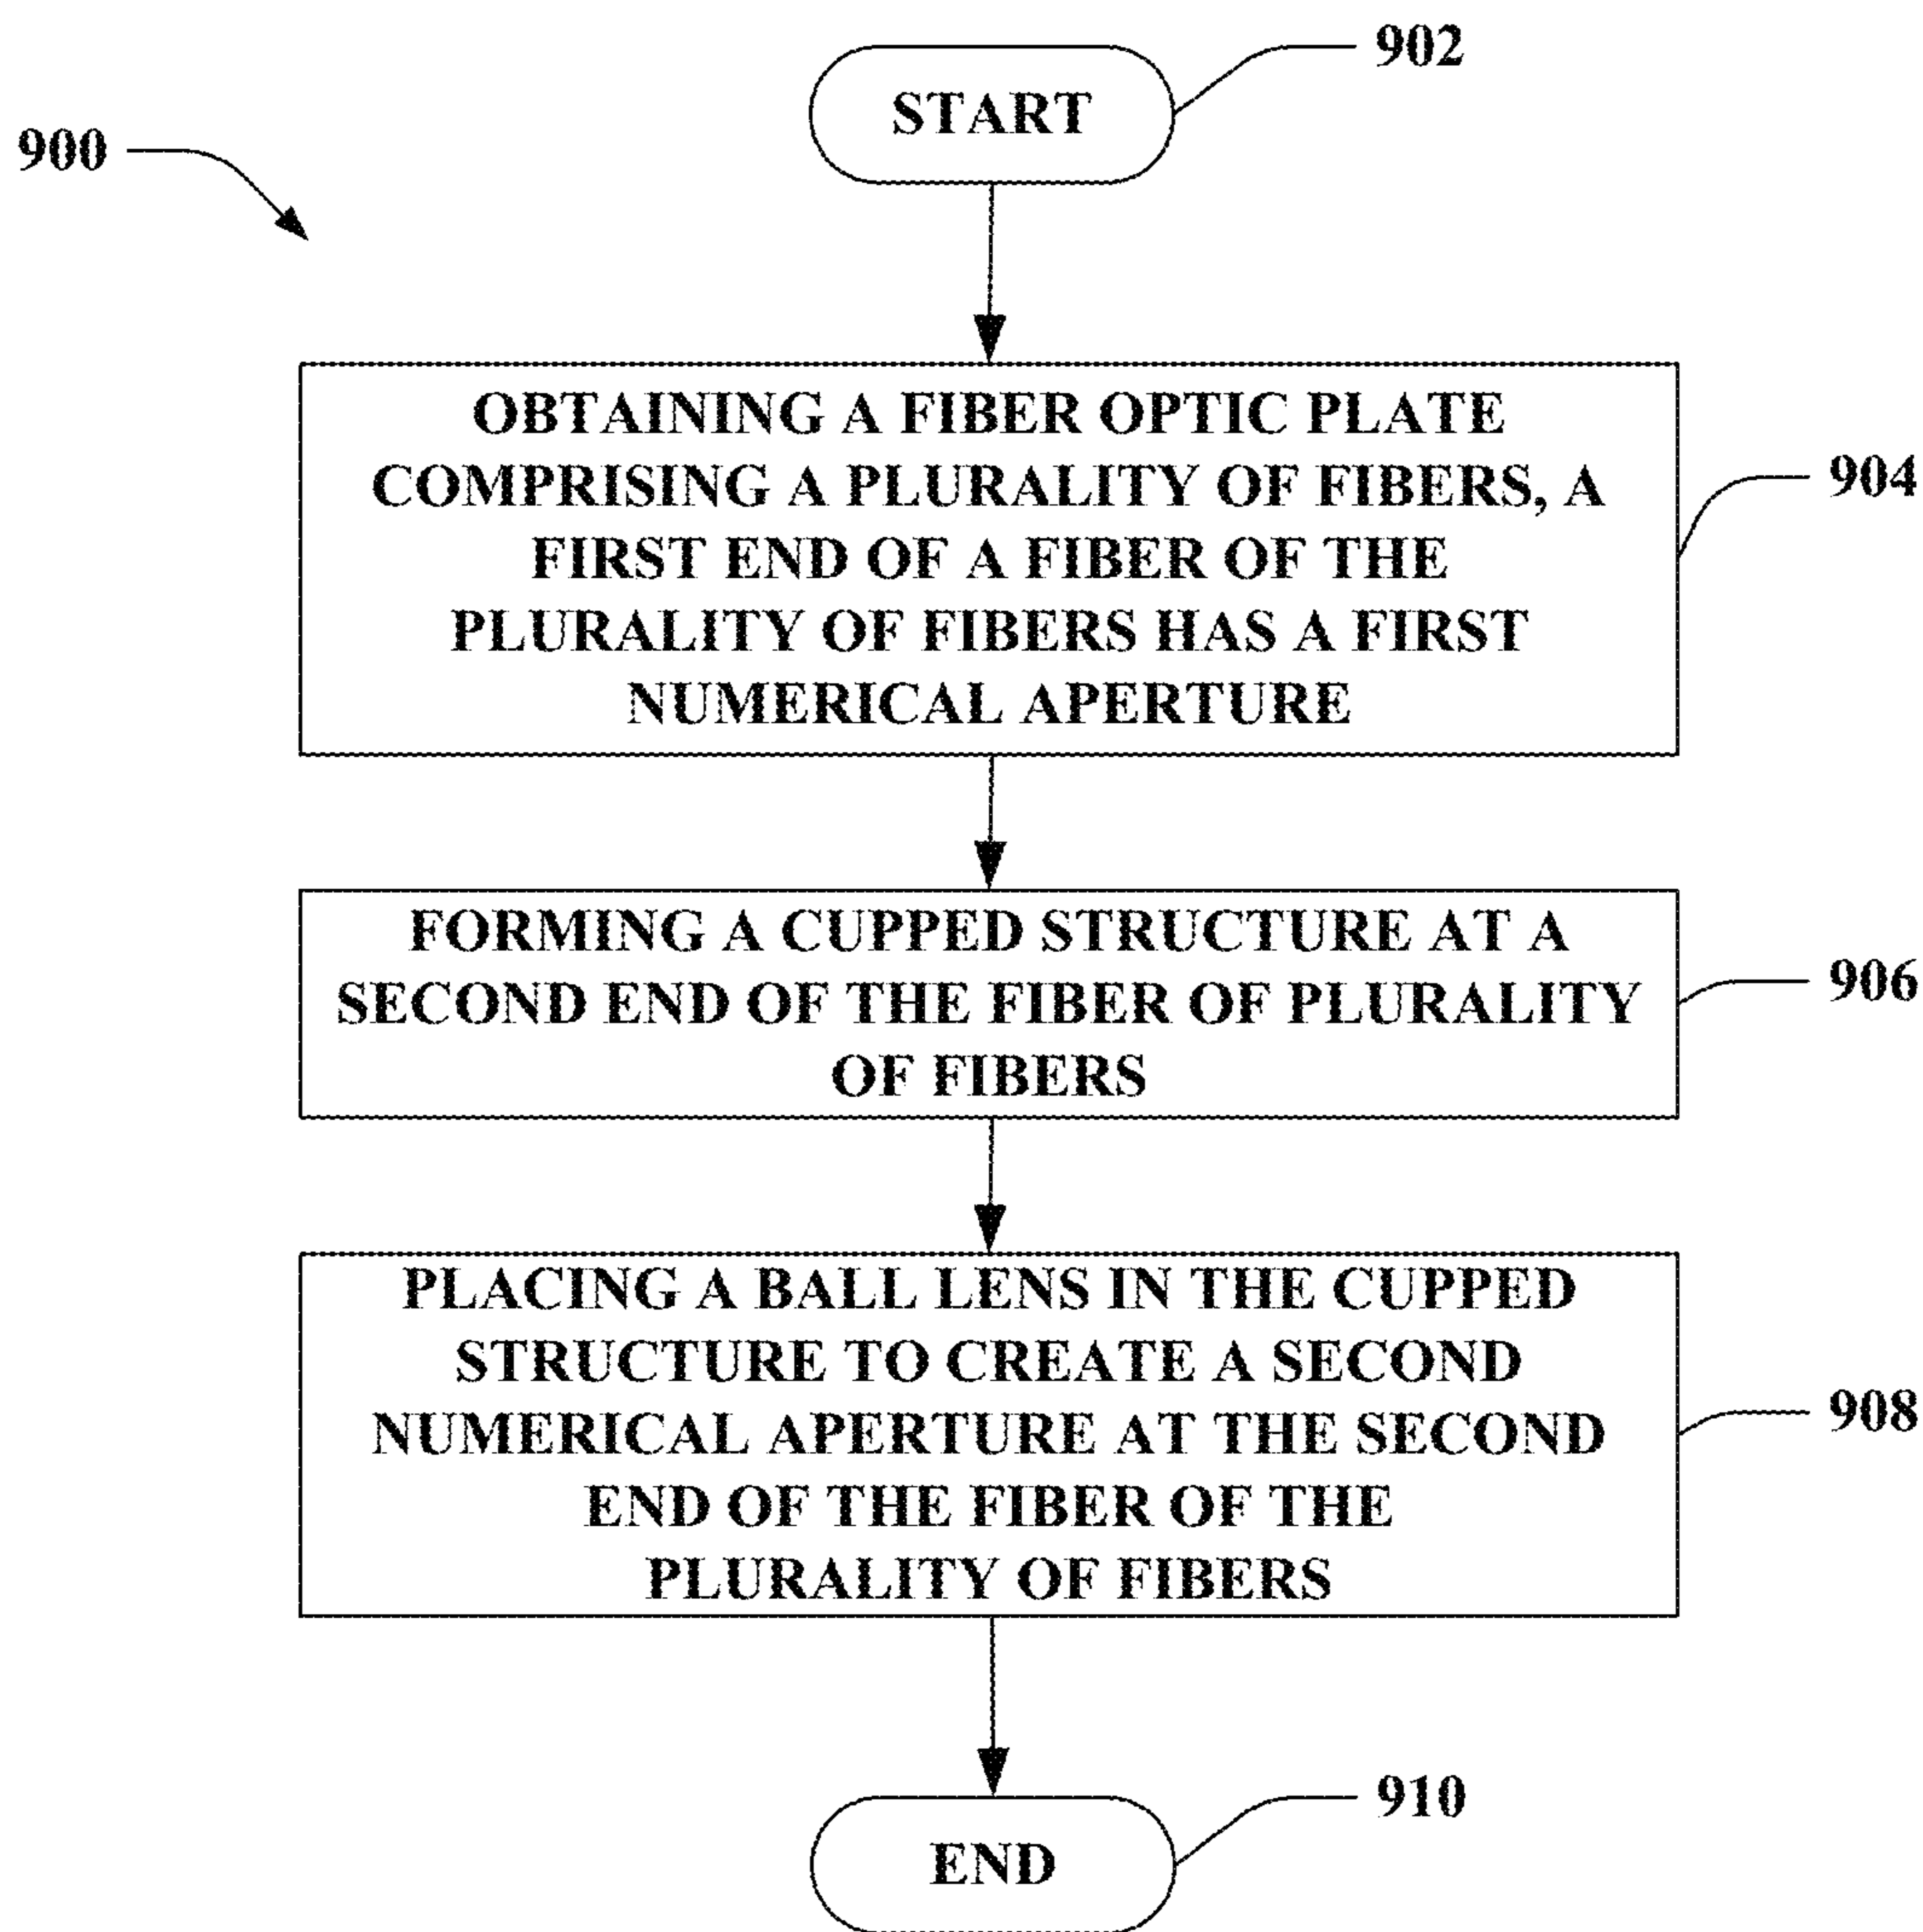 902
START
900
OBTAINING A FIBER OPTIC PLATE
COMPRISING A PLURALITY OF FIBERS, A
904
FIRST END OF A FIBER OF THE
PLURALITY OF FIBERS HAS A FIRST
NUMERICAL APERTURE
FORMING A CUPPED STRUCTURE AT A
906
SECOND END OF THE FIBER OF PLURALITY
OF FIBERS
PLACING A BALL LENS IN THE CUPPED
STRUCTURE TO CREATE A SECOND
908
NUMERICAL APERTURE AT THE SECOND
END OF THE FIBER OF THE
PLURALITY OF FIBERS
910
END